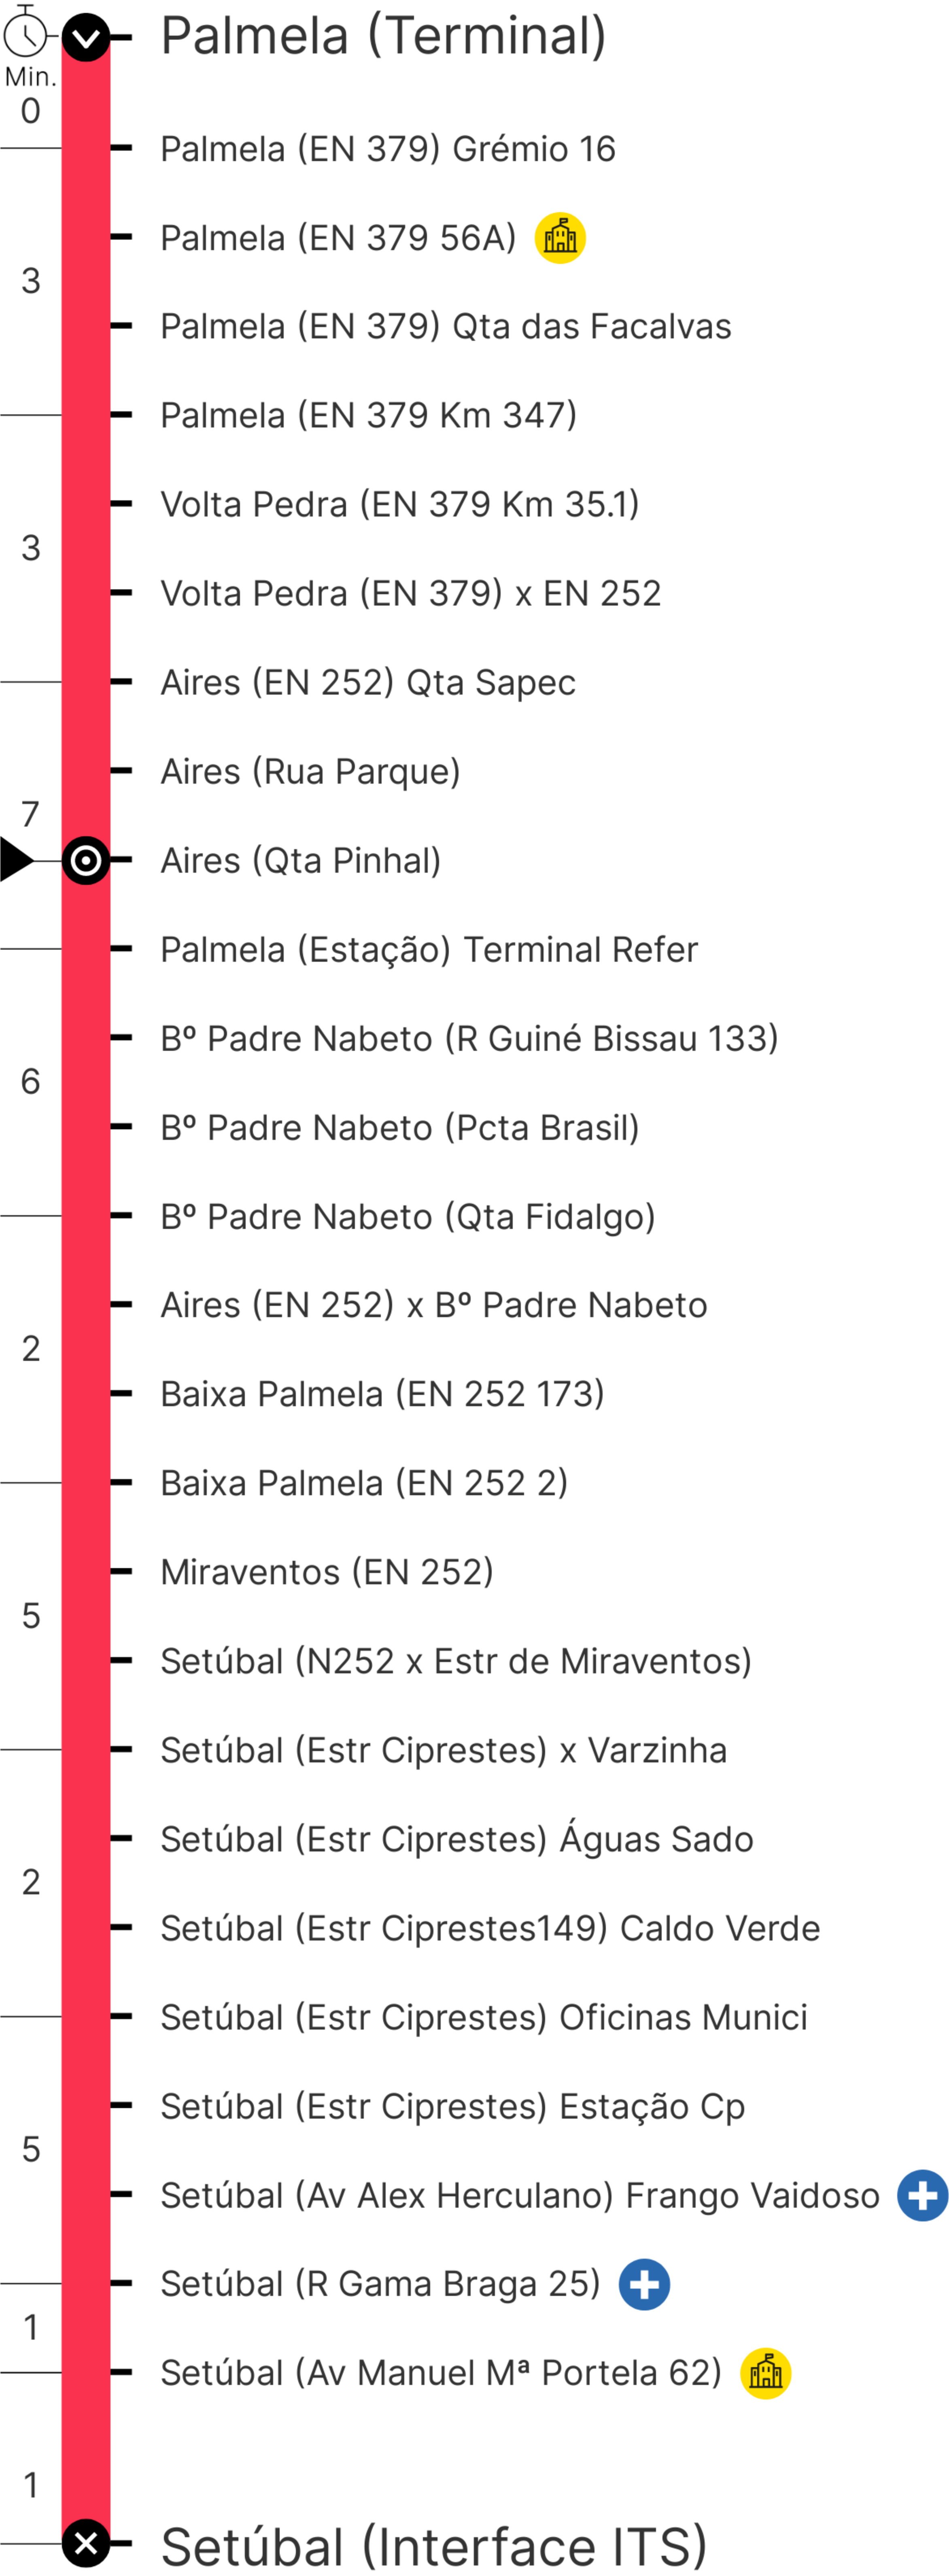 Palmela (Terminal)
Min.
0
Palmela (EN 379) Grémio 16
Palmela (EN 379 56A)
3
Palmela (EN 379) Qta das Facalvas
Palmela (EN 379 Km 347)
Volta Pedra (EN 379 Km 35.1)
3
Volta Pedra (EN 379) x EN 252
Aires (EN 252) Qta Sapec
Aires (Rua Parque)
7
Aires (Qta Pinhal)
Palmela (Estação) Terminal Refer
Bº Padre Nabeto (R Guiné Bissau 133)
6
Bº Padre Nabeto (Pcta Brasil)
Bº Padre Nabeto (Qta Fidalgo)
Aires (EN 252) x Bº Padre Nabeto
2
Baixa Palmela (EN 252 173)
Baixa Palmela (EN 252 2)
Miraventos (EN 252)
5
Setúbal (N252 x Estr de Miraventos)
Setúbal (Estr Ciprestes) x Varzinha
Setúbal (Estr Ciprestes) Águas Sado
2
Setúbal (Estr Ciprestes149) Caldo Verde
Setúbal (Estr Ciprestes) Oficinas Munici
Setúbal (Estr Ciprestes) Estação Cp
5
Setúbal (Av Alex Herculano) Frango Vaidoso
Setúbal (R Gama Braga 25)
1
Setúbal (Av Manuel Mª Portela 62)
1
Setúbal (Interface ITS)